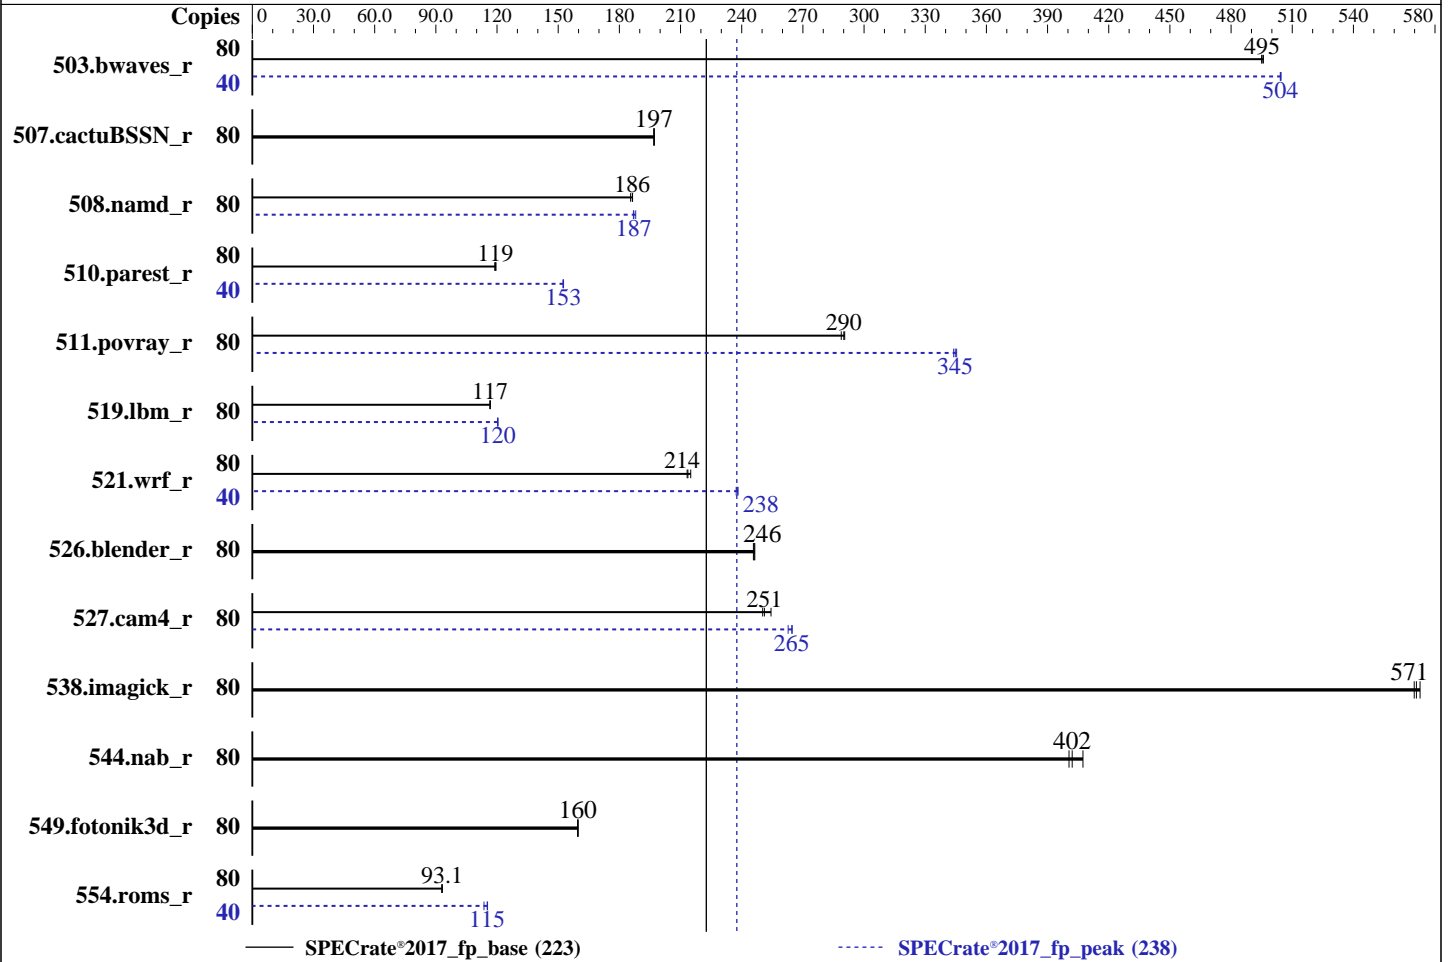 Copies 0 30.0 60.0 90.0 120 150 180 210 240 270 300 330 360 390 420 450 480 510 540 580
503.bwaves_r 80 495
40 504
507.cactuBSSN_r 80 197
508.namd_r 80 186
187
510.parest_r 80 119
40 153
511.povray_r 80 290
345
519.lbm_r 80 117
120
521.wrf_r 80 214
40 238
526.blender_r 80 246
527.cam4_r 80 251
265
538.imagick_r 80 571
544.nab_r 80 402
549.fotonik3d_r 80 160
554.roms_r 80 93.1
40 115
SPECrate®2017_fp_base (223) SPECrate®2017_fp_peak (238)